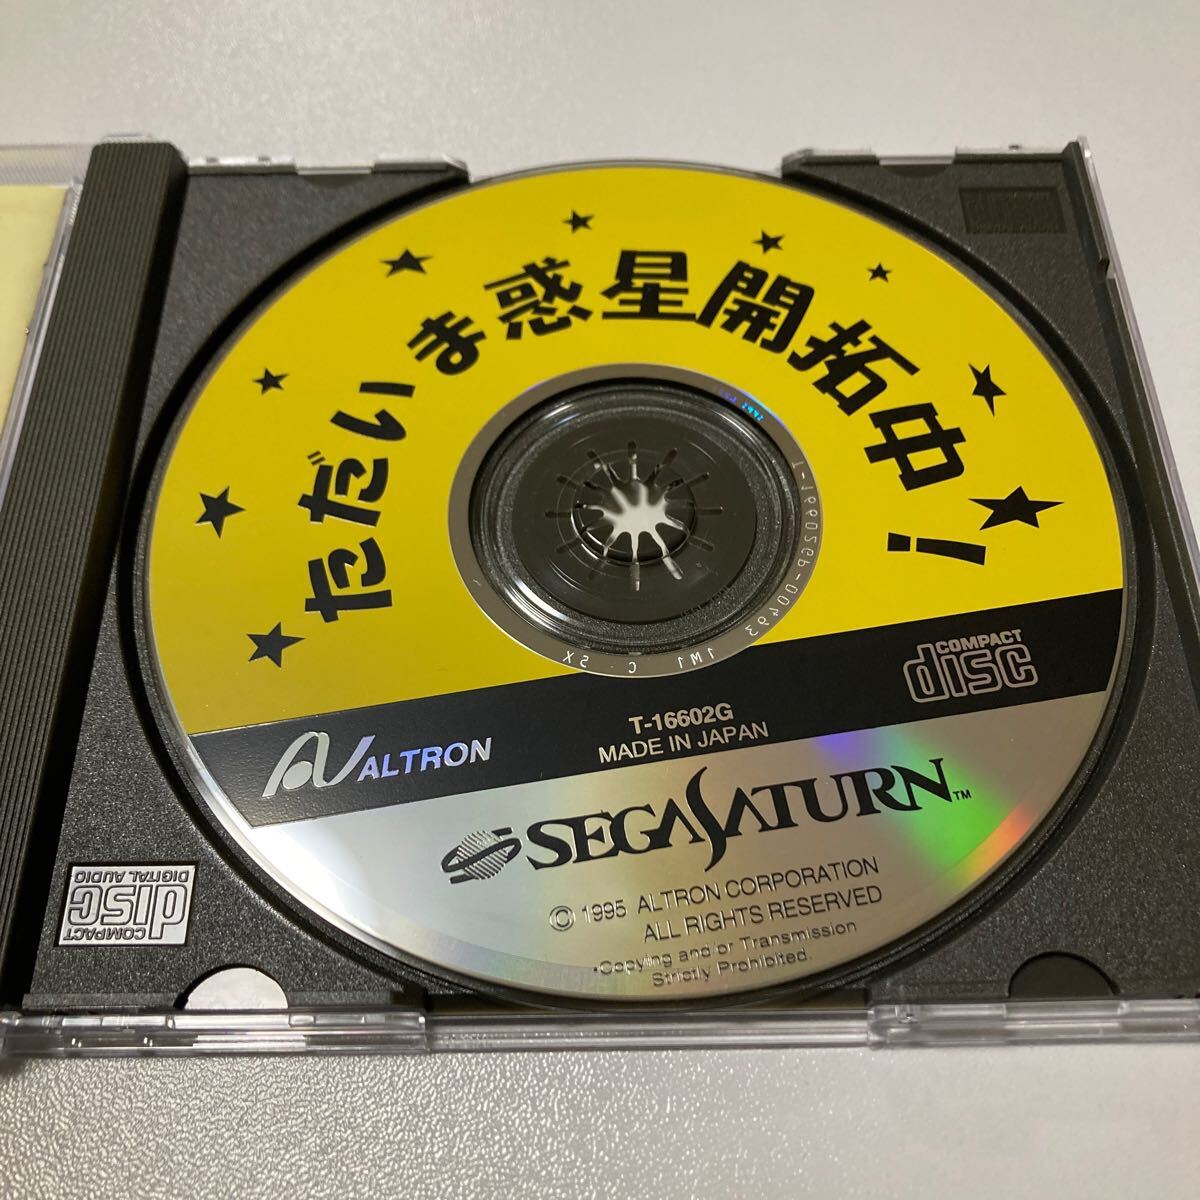 ただいま惑星開拓中!
COMPACT
disc
T-16602G
MADE IN JAPAN
ALTRON
SEGA SATURN™
© 1995 ALTRON CORPORATION
ALL RIGHTS RESERVED
•Copying and/or Transmission
Strictly Prohibited.
COMPACT
disc
DIGITAL AUDIO